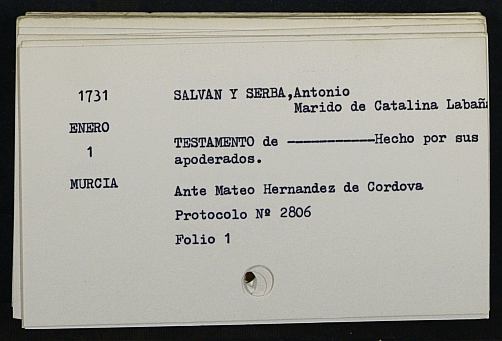 1731
SALVAN Y SERBA, Antonio
Marido de Catalina
ENERO
1
TESTAMENTO de ------------Hecho por sus
apoderados.
MURCIA
Ante Mateo Hernandez de Cordova
Protocolo Nº 2806
Folio 1